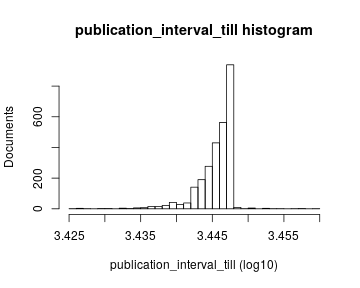 publication_interval_till histogram
Documents
600
200
0
3.425
3.435
3.445
3.455
publication_interval_till (log10)